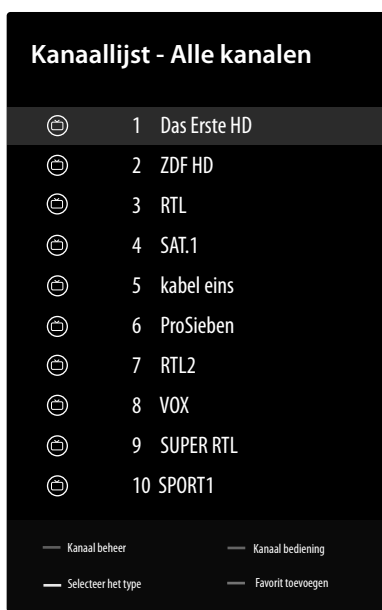 Kanaallijst - Alle kanalen
1 Das Erste HD
2 ZDF HD
3 RTL
4 SAT.1
5 kabel eins
6 ProSieben
7 RTL2
8 VOX
9 SUPER RTL
10 SPORT1
Kanaal beheer Kanaal bediening
Selecteer het type Favorit toevoegen